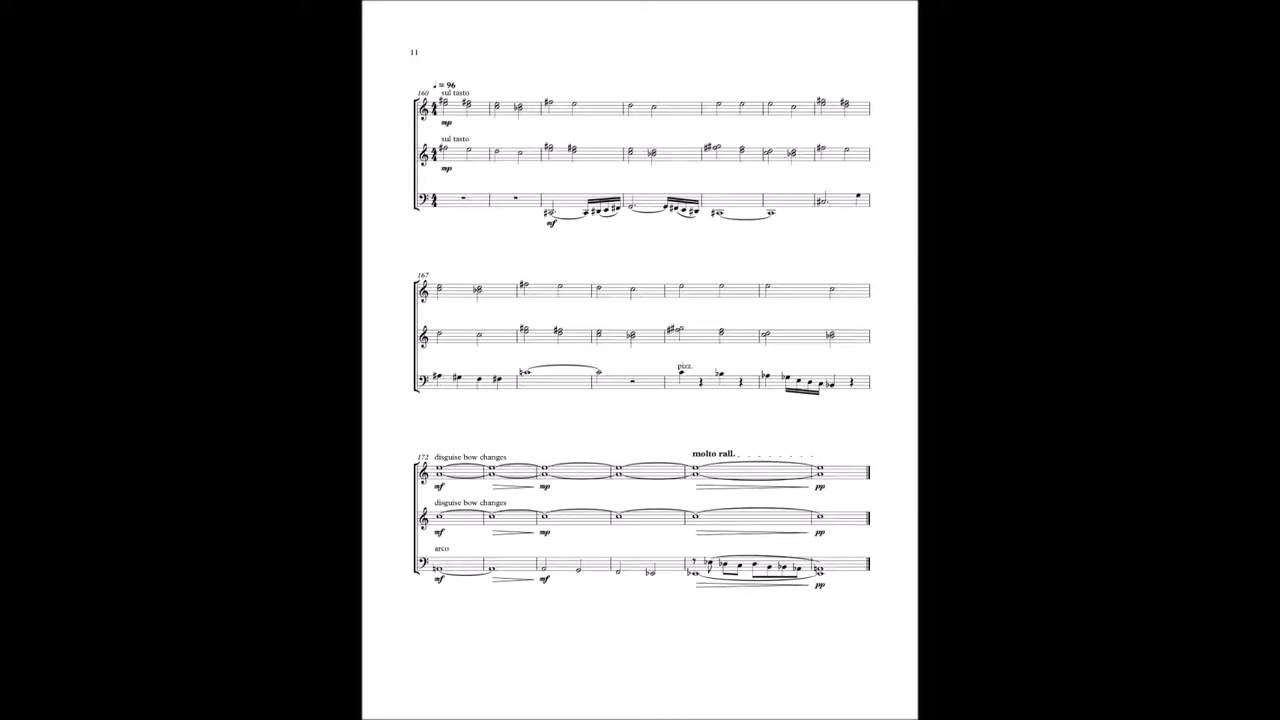 11
♩ = 96
160
sul tasto
mp
sul tasto
mp
mf
167
pizz.
molto rall.
172
disguise bow changes
mf mp pp
disguise bow changes
mf mp pp
arco
mf mf pp